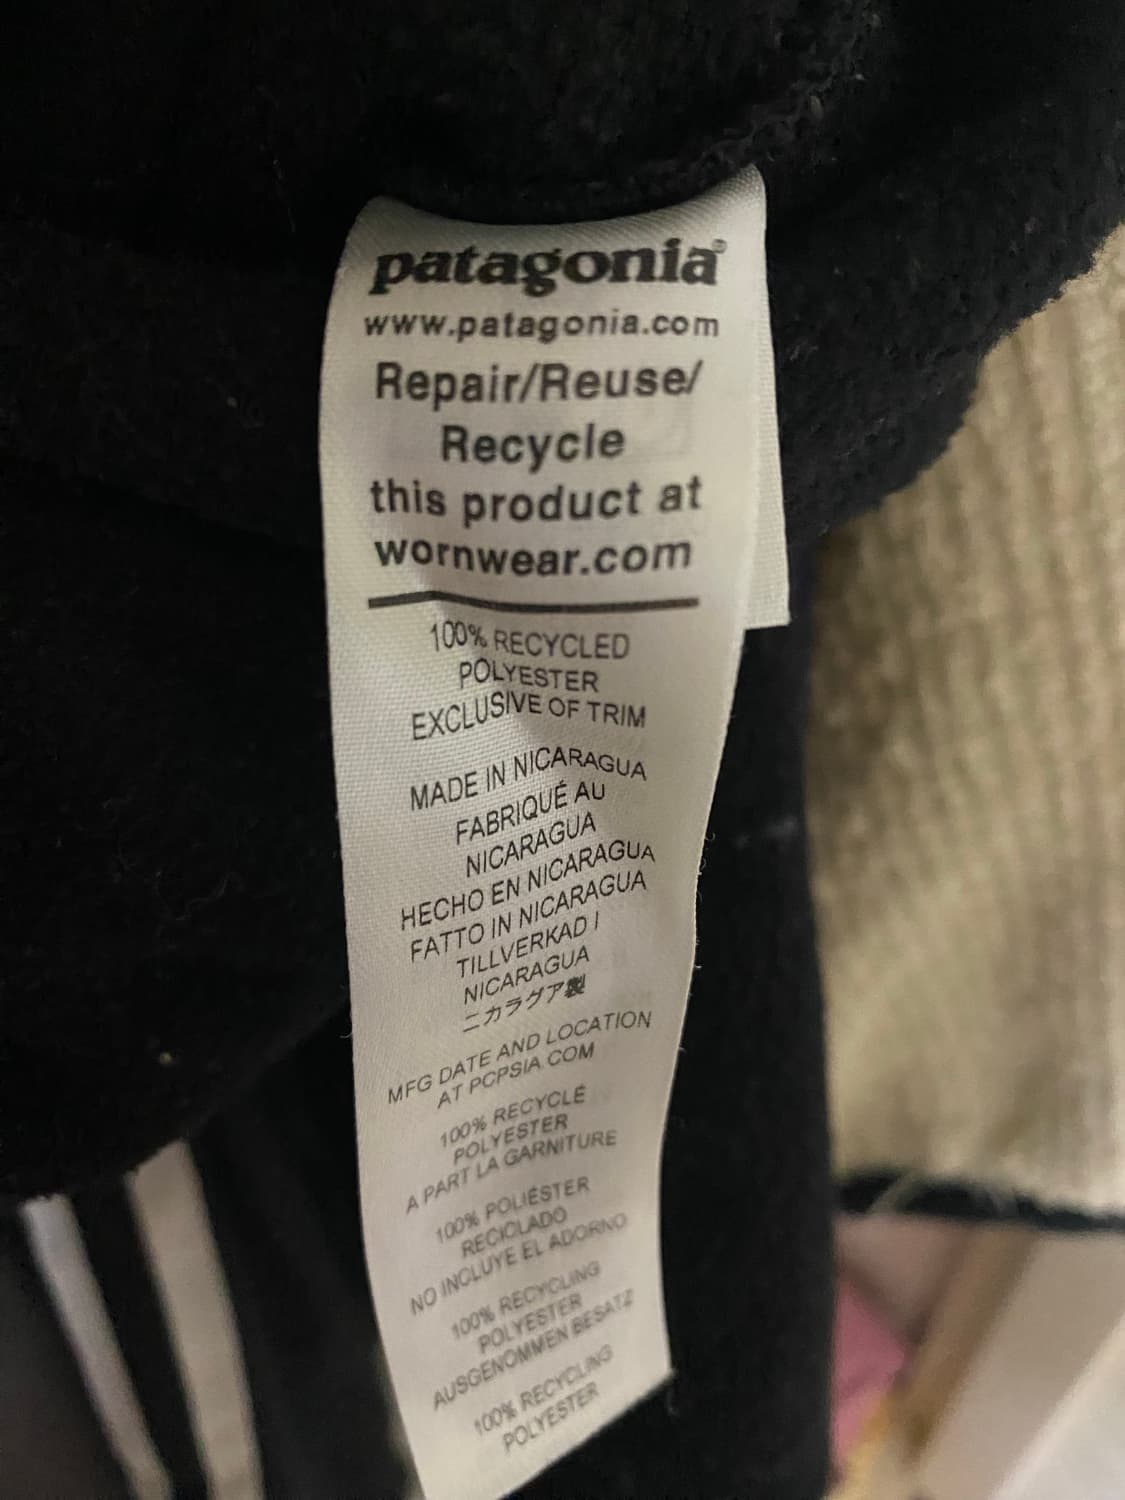 patagonia®
www.patagonia.com
Repair/Reuse/
Recycle
this product at
wornwear.com
100% RECYCLED
POLYESTER
EXCLUSIVE OF TRIM
MADE IN NICARAGUA
FABRIQUÉ AU
NICARAGUA
HECHO EN NICARAGUA
FATTO IN NICARAGUA
TILLVERKAD I
NICARAGUA
ニカラグア製
MFG DATE AND LOCATION
AT PCPSIA.COM
100% RECYCLÉ
POLYESTER
A PART LA GARNITURE
100% POLIÉSTER
RECICLADO
NO INCLUYE EL ADORNO
100% RECYCLING
POLYESTER
AUSGENOMMEN BESATZ
100% RECYCLING
POLYESTER